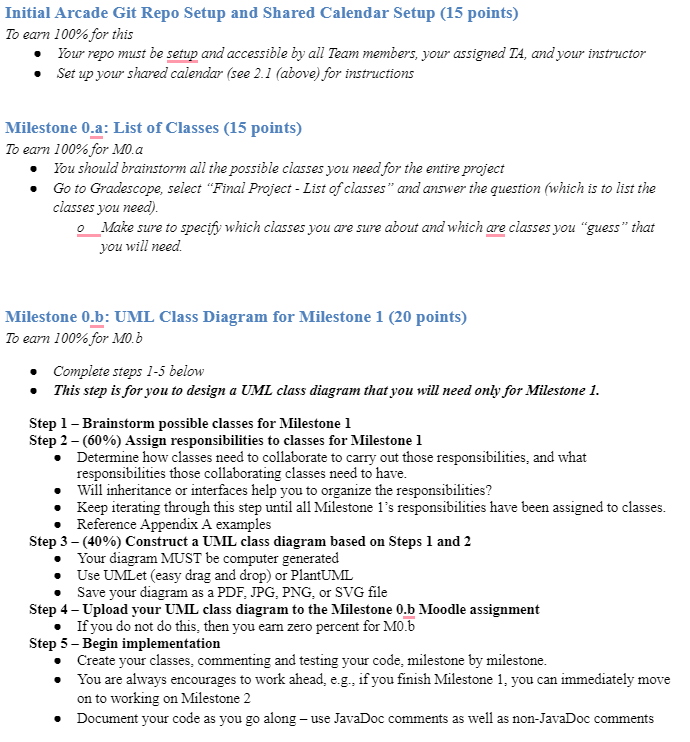 Initial Arcade Git Repo Setup and Shared Calendar Setup (15 points)
To earn 100% for this
• Your repo must be setup and accessible by all Team members, your assigned TA, and your instructor
• Set up your shared calendar (see 2.1 (above) for instructions
Milestone 0.a: List of Classes (15 points)
To earn 100% for M0.a
• You should brainstorm all the possible classes you need for the entire project
• Go to Gradescope, select “Final Project - List of classes” and answer the question (which is to list the
classes you need).
o Make sure to specify which classes you are sure about and which are classes you “guess” that
you will need.
Milestone 0.b: UML Class Diagram for Milestone 1 (20 points)
To earn 100% for M0.b
• Complete steps 1-5 below
• This step is for you to design a UML class diagram that you will need only for Milestone 1.
Step 1 – Brainstorm possible classes for Milestone 1
Step 2 – (60%) Assign responsibilities to classes for Milestone 1
• Determine how classes need to collaborate to carry out those responsibilities, and what
responsibilities those collaborating classes need to have.
• Will inheritance or interfaces help you to organize the responsibilities?
• Keep iterating through this step until all Milestone 1’s responsibilities have been assigned to classes.
• Reference Appendix A examples
Step 3 – (40%) Construct a UML class diagram based on Steps 1 and 2
• Your diagram MUST be computer generated
• Use UMLet (easy drag and drop) or PlantUML
• Save your diagram as a PDF, JPG, PNG, or SVG file
Step 4 – Upload your UML class diagram to the Milestone 0.b Moodle assignment
• If you do not do this, then you earn zero percent for M0.b
Step 5 – Begin implementation
• Create your classes, commenting and testing your code, milestone by milestone.
• You are always encourages to work ahead, e.g., if you finish Milestone 1, you can immediately move
on to working on Milestone 2
• Document your code as you go along – use JavaDoc comments as well as non-JavaDoc comments